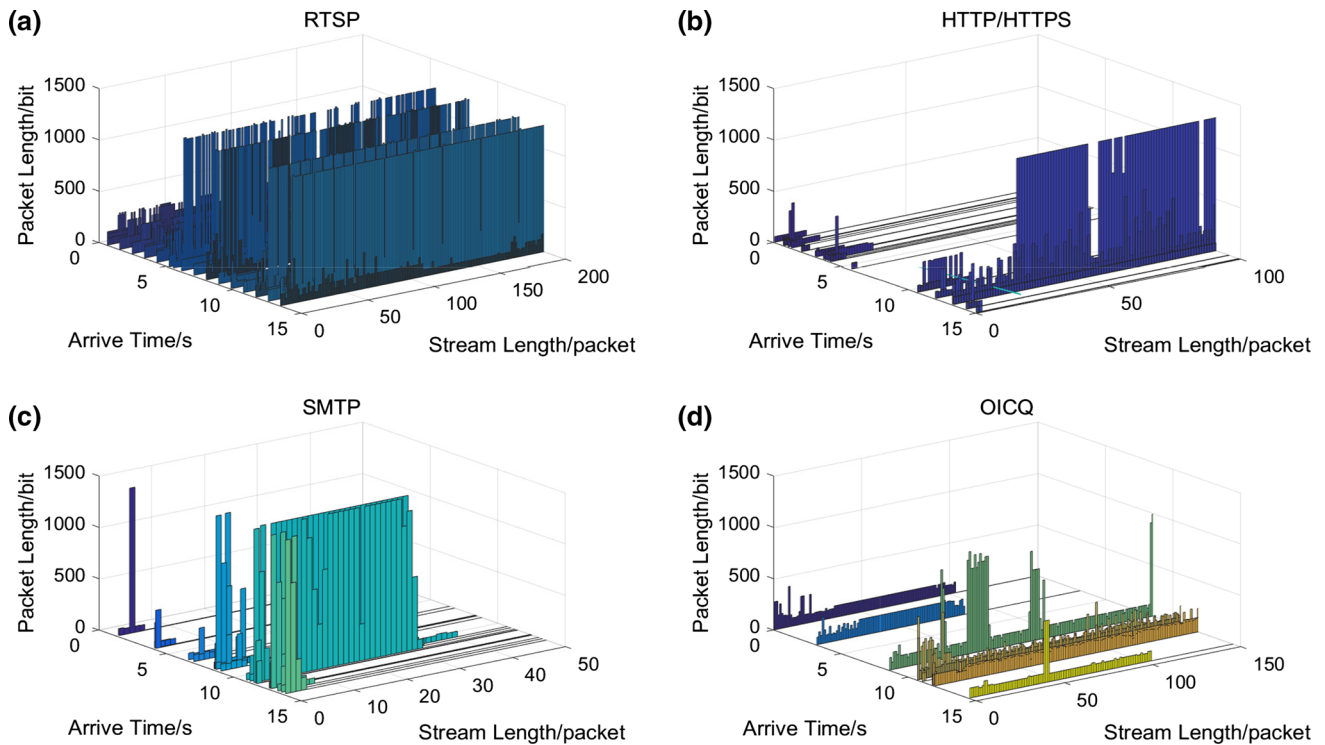 (a)
RTSP
1500
1000
500
0
Packet Length/bit
0
5
10
15
Arrive Time/s
0
50
100
150
200
Stream Length/packet
(b)
HTTP/HTTPS
1500
1000
500
0
Packet Length/bit
0
5
10
15
Arrive Time/s
0
50
100
Stream Length/packet
(c)
SMTP
1500
1000
500
0
Packet Length/bit
0
5
10
15
Arrive Time/s
0
10
20
30
40
50
Stream Length/packet
(d)
OICQ
1500
1000
500
0
Packet Length/bit
0
5
10
15
Arrive Time/s
0
50
100
150
Stream Length/packet